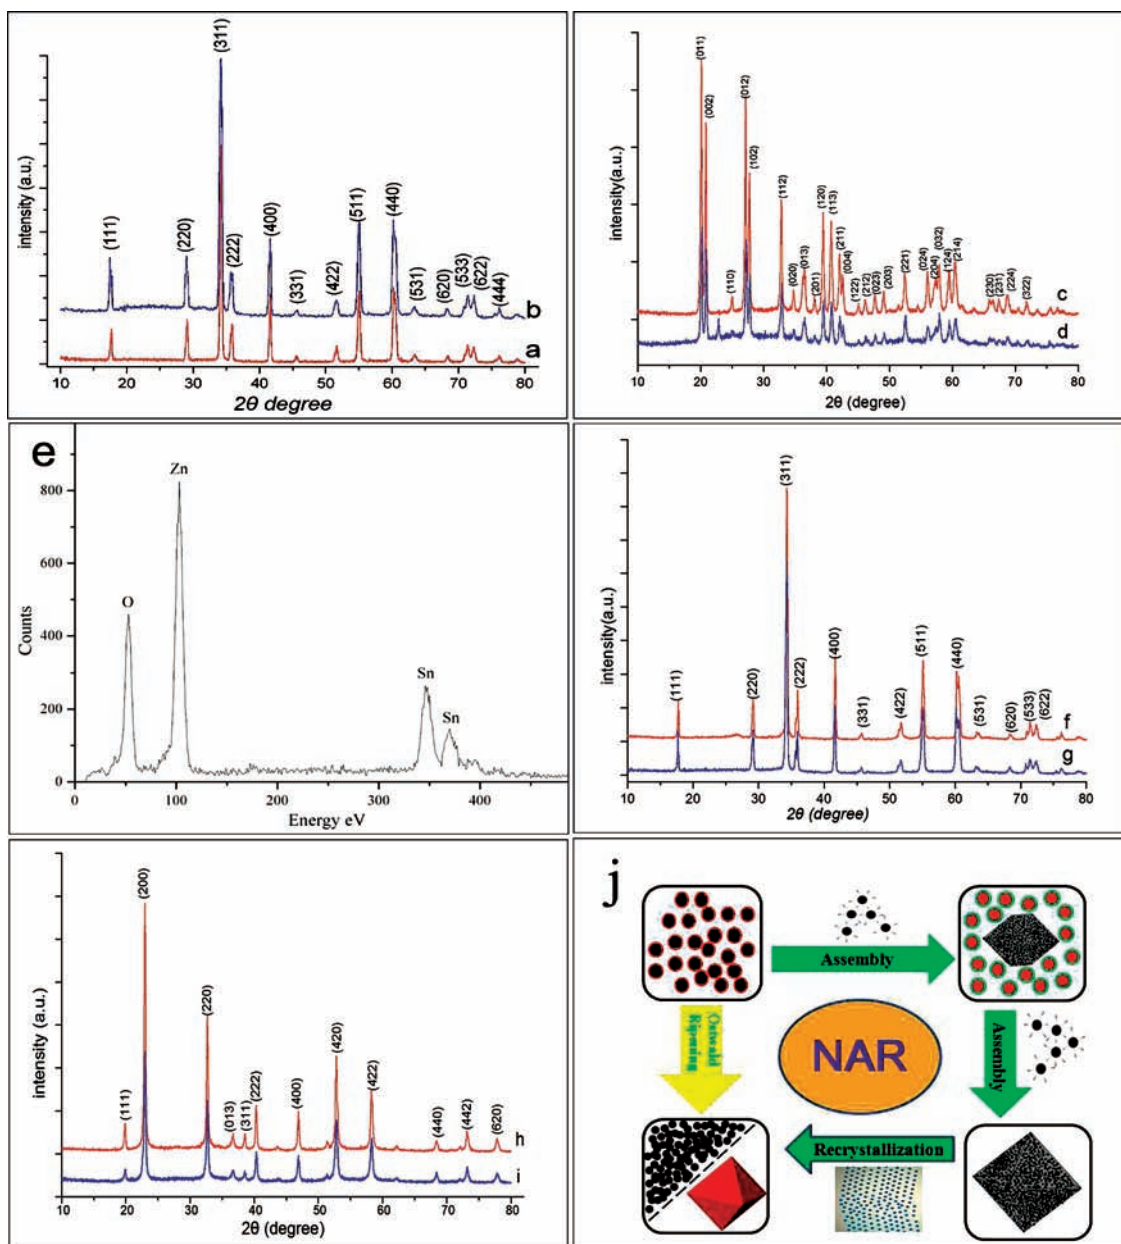 (311)
(111)
(220)
(222)
(400)
(331)
(422)
(511)
(440)
(531)
(620)
(533)
(622)
(444)
b
a
intensity (a.u.)
10 20 30 40 50 60 70 80
2θ degree
(011)
(002)
(110)
(012)
(102)
(112)
(020)
(013)
(201)
(120)
(113)
(211)
(004)
(122)
(212)
(023)
(203)
(221)
(024)
(204)
(032)
(124)
(214)
(230)
(231)
(224)
(322)
c
d
intensity(a.u.)
10 20 30 40 50 60 70 80
2θ (degree)
e
Zn
O
Sn
Sn
800
600
400
200
0
Counts
0 100 200 300 400
Energy eV
(311)
(111)
(220)
(222)
(400)
(331)
(422)
(511)
(440)
(531)
(620)
(533)
(622)
f
g
intensity(a.u.)
10 20 30 40 50 60 70 80
2θ (degree)
(200)
(111)
(220)
(013)
(311)
(222)
(400)
(420)
(422)
(440)
(442)
(620)
h
i
intensity (a.u.)
10 20 30 40 50 60 70 80
2θ (degree)
j
Assembly
Ostwald
Ripening
NAR
Assembly
Recrystallization